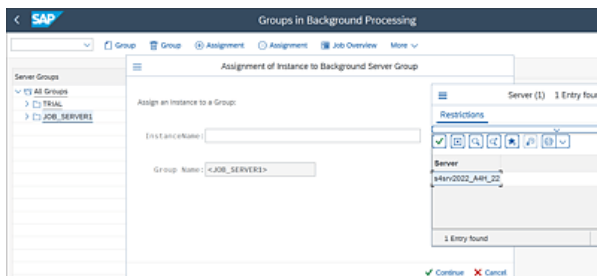 SAP
Groups in Background Processing
Group Group Assignment Assignment Job Overview More
Assignment of Instance to Background Server Group
Server Groups
All Groups
TRIAL
JOB_SERVER1
Assign an Instance to a Group:
InstanceName:
Group Name: <JOB_SERVER1>
Server (1) 1 Entry four
Restrictions
Server
s4srv2022_A4H_22
1 Entry found
Continue Cancel